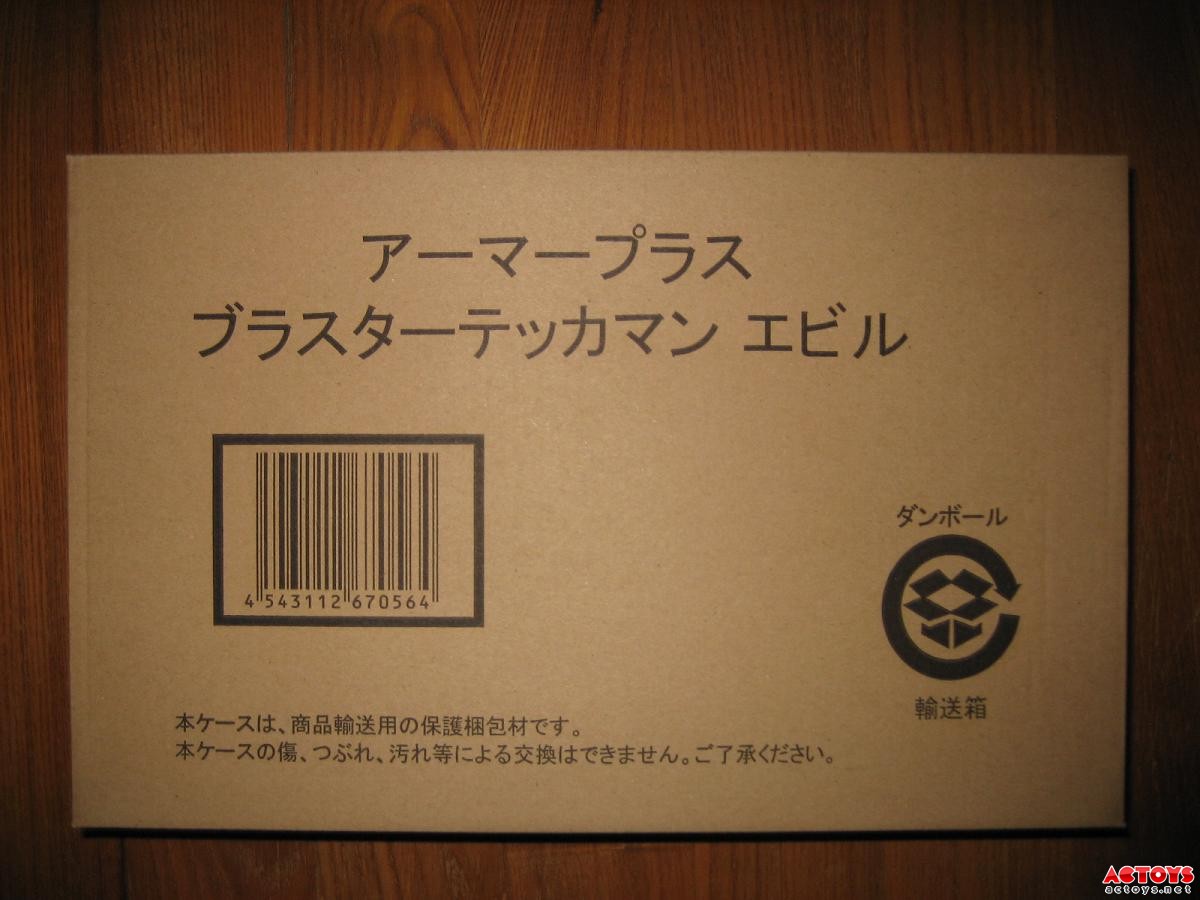 アーマープラス
ブラスターテッカマン エビル
4 543112 670564
ダンボール
輸送箱
本ケースは、商品輸送用の保護梱包材です。
本ケースの傷、つぶれ、汚れ等による交換はできません。ご了承ください。
ACTOYS
actoys.net